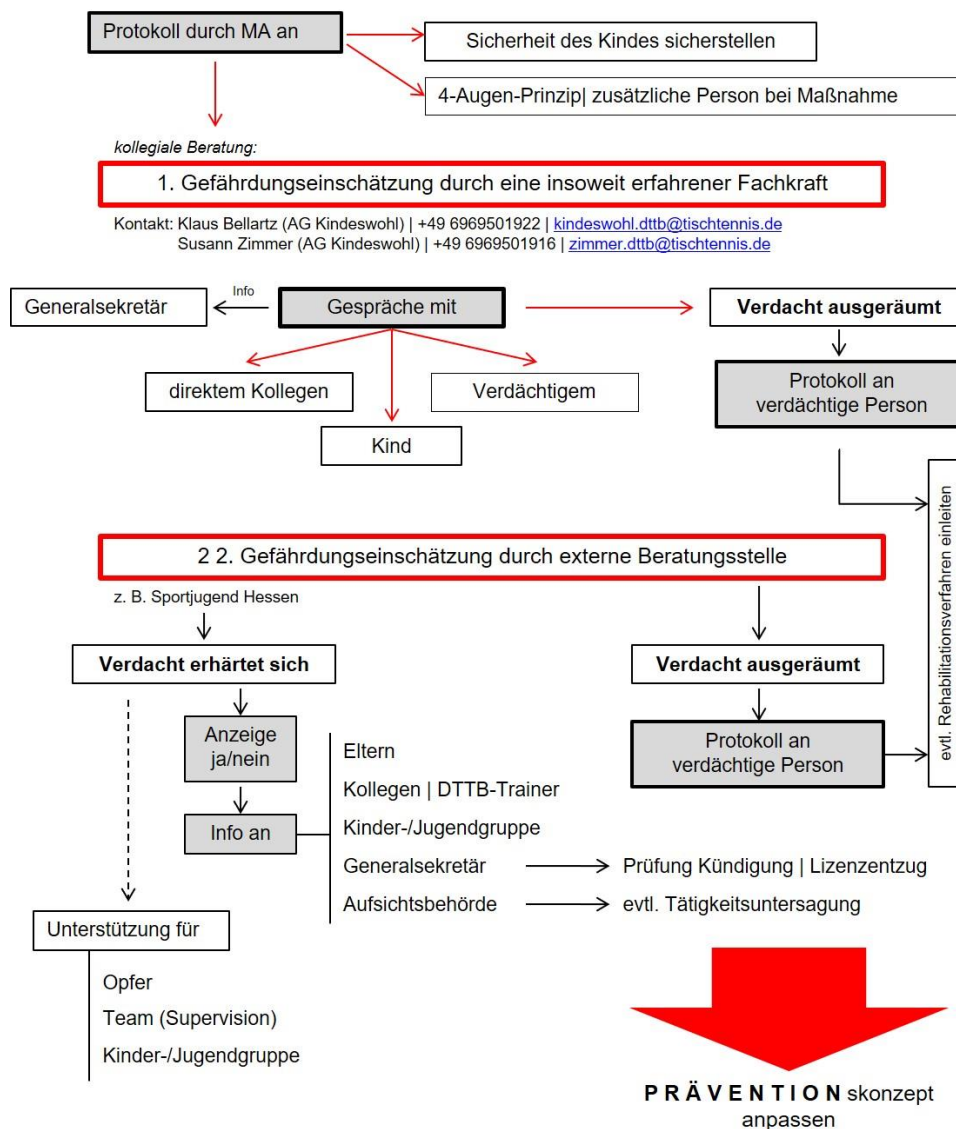 Protokoll durch MA an
Sicherheit des Kindes sicherstellen
4-Augen-Prinzip| zusätzliche Person bei Maßnahme
kollegiale Beratung:
1. Gefährdungseinschätzung durch eine insoweit erfahrener Fachkraft
Kontakt: Klaus Bellartz (AG Kindeswohl) | +49 6969501922 | kindeswohl.dttb@tischtennis.de
Susann Zimmer (AG Kindeswohl) | +49 6969501916 | zimmer.dttb@tischtennis.de
Generalsekretär
Info
Gespräche mit
Verdacht ausgeräumt
direktem Kollegen
Verdächtigem
Kind
Protokoll an
verdächtige Person
evtl. Rehabilitationsverfahren einleiten
2 2. Gefährdungseinschätzung durch externe Beratungsstelle
z. B. Sportjugend Hessen
Verdacht erhärtet sich
Verdacht ausgeräumt
Anzeige
ja/nein
Protokoll an
verdächtige Person
Info an
Eltern
Kollegen | DTTB-Trainer
Kinder-/Jugendgruppe
Generalsekretär
Prüfung Kündigung | Lizenzentzug
Aufsichtsbehörde
evtl. Tätigkeitsuntersagung
Unterstützung für
Opfer
Team (Supervision)
Kinder-/Jugendgruppe
P R Ä V E N T I O N skonzept
anpassen